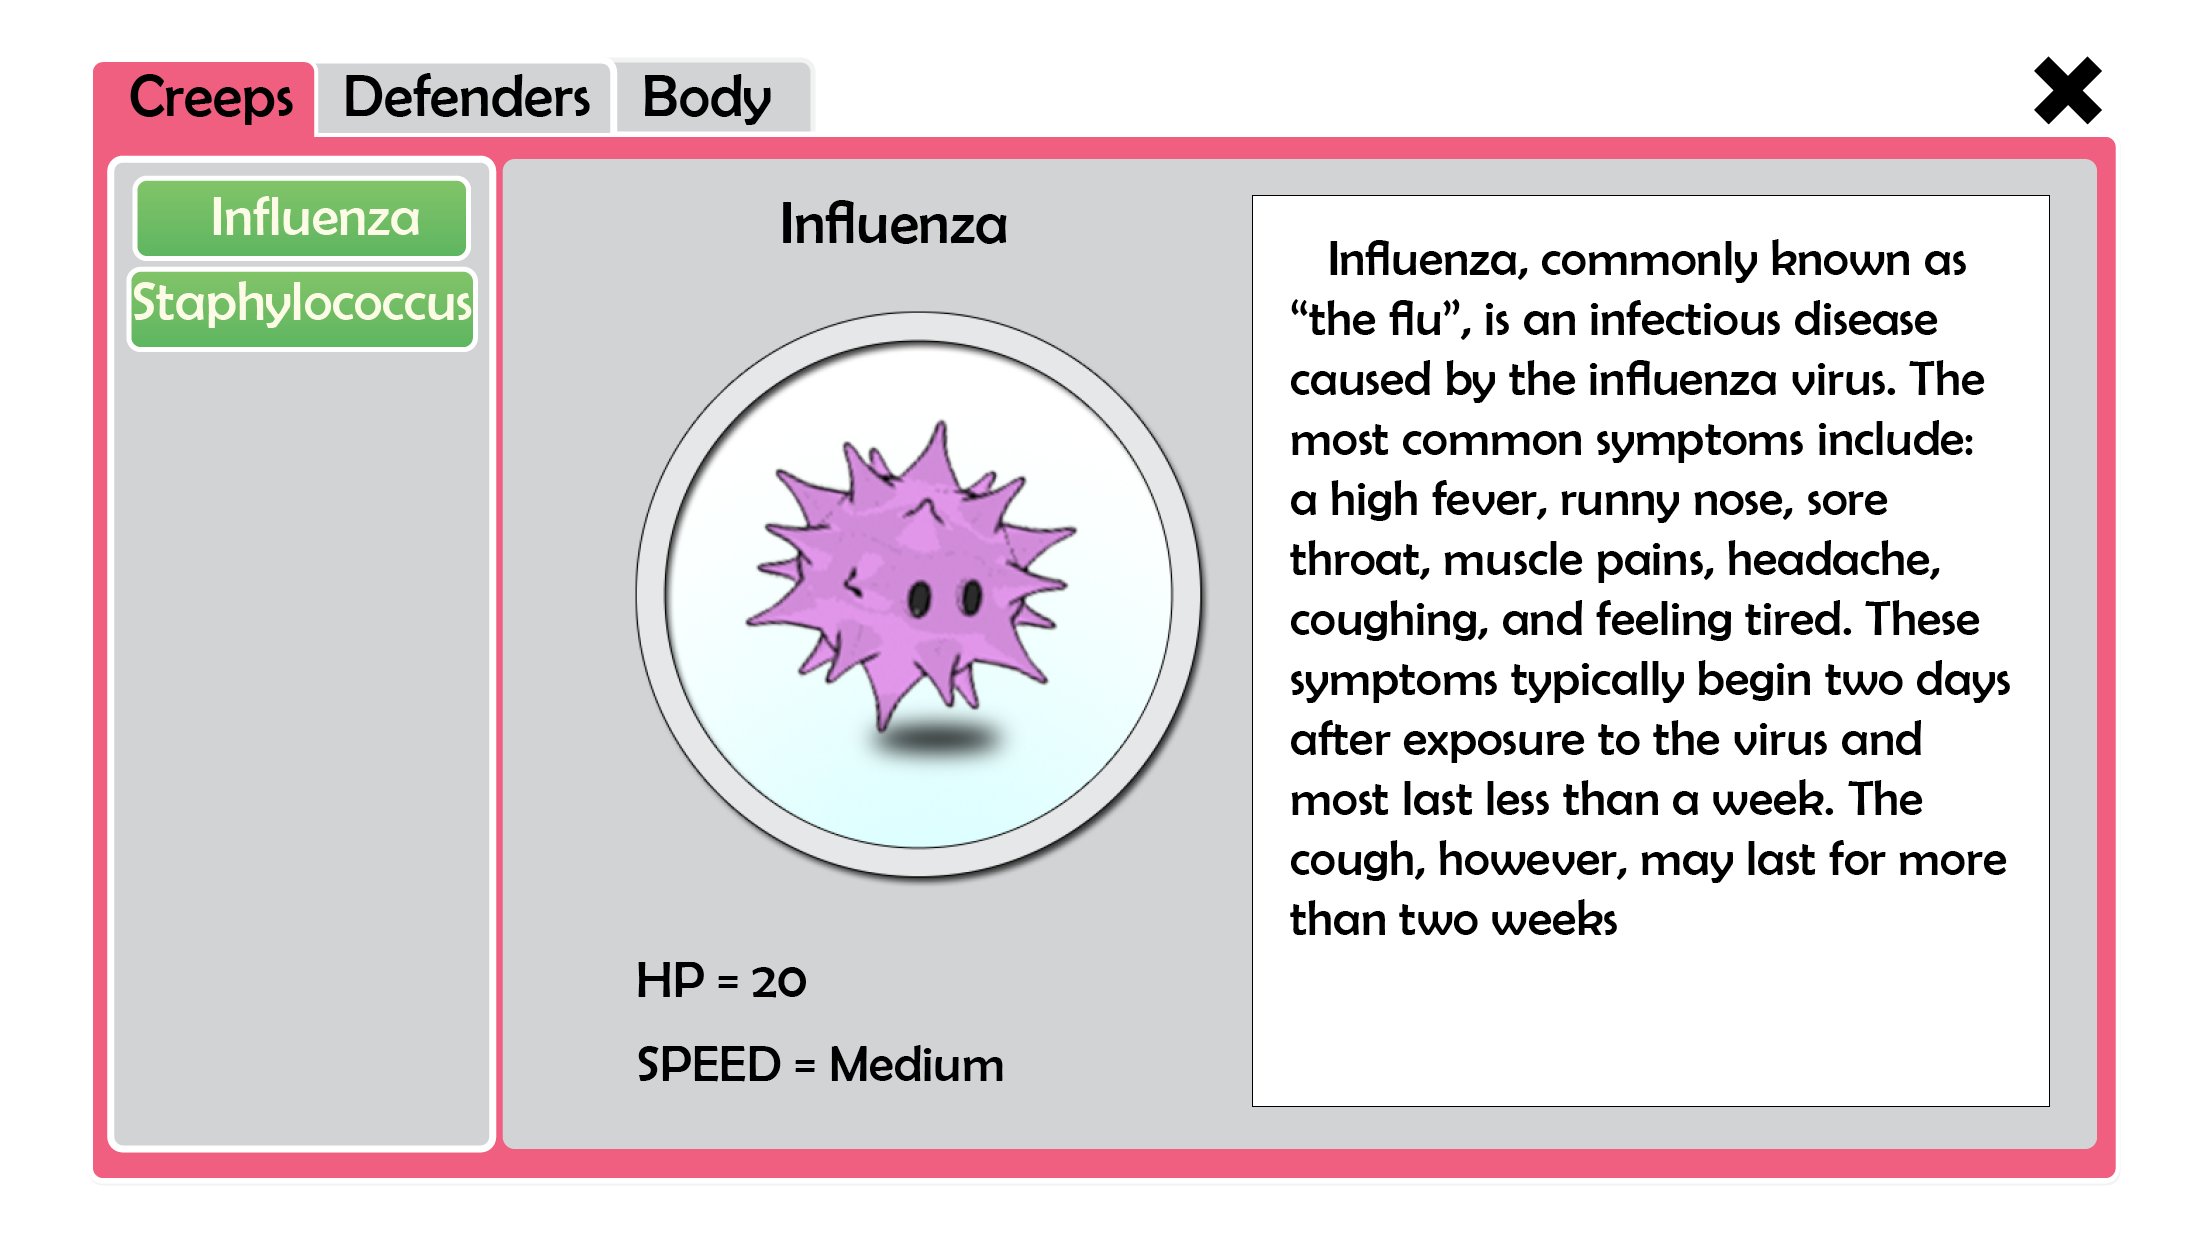 Creeps Defenders Body
Influenza
Staphylococcus
Influenza
HP = 20
SPEED = Medium
Influenza, commonly known as
“the flu”, is an infectious disease
caused by the influenza virus. The
most common symptoms include:
a high fever, runny nose, sore
throat, muscle pains, headache,
coughing, and feeling tired. These
symptoms typically begin two days
after exposure to the virus and
most last less than a week. The
cough, however, may last for more
than two weeks